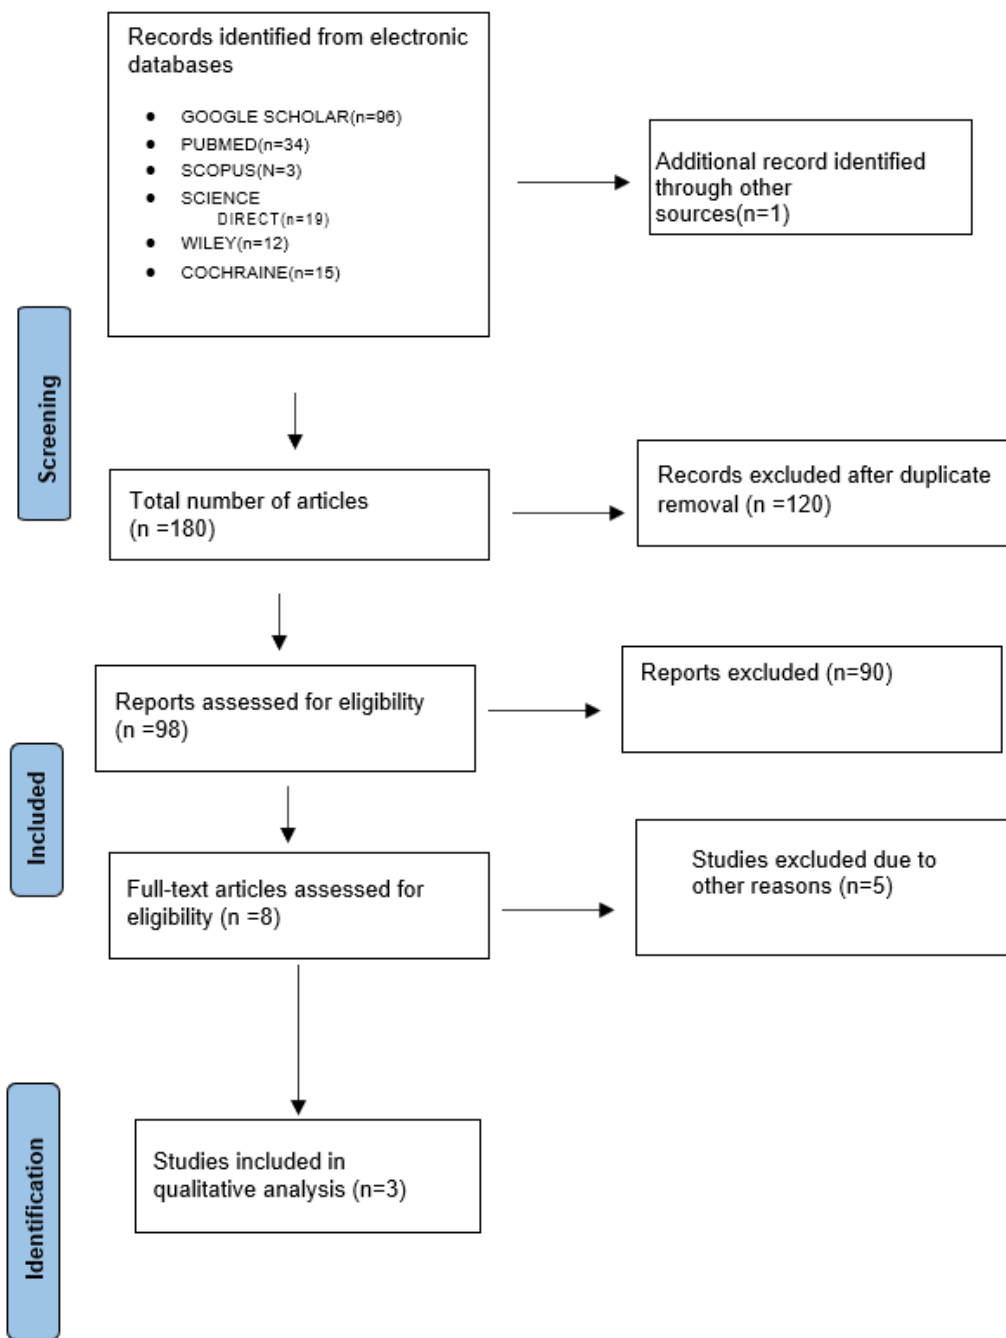 Records identified from electronic
databases
● GOOGLE SCHOLAR(n=96)
● PUBMED(n=34)
● SCOPUS(N=3)
● SCIENCE
DIRECT(n=19)
● WILEY(n=12)
● COCHRAINE(n=15)
Additional record identified
through other
sources(n=1)
Screening
Total number of articles
(n =180)
Records excluded after duplicate
removal (n =120)
Reports assessed for eligibility
(n =98)
Reports excluded (n=90)
Included
Full-text articles assessed for
eligibility (n =8)
Studies excluded due to
other reasons (n=5)
Identification
Studies included in
qualitative analysis (n=3)